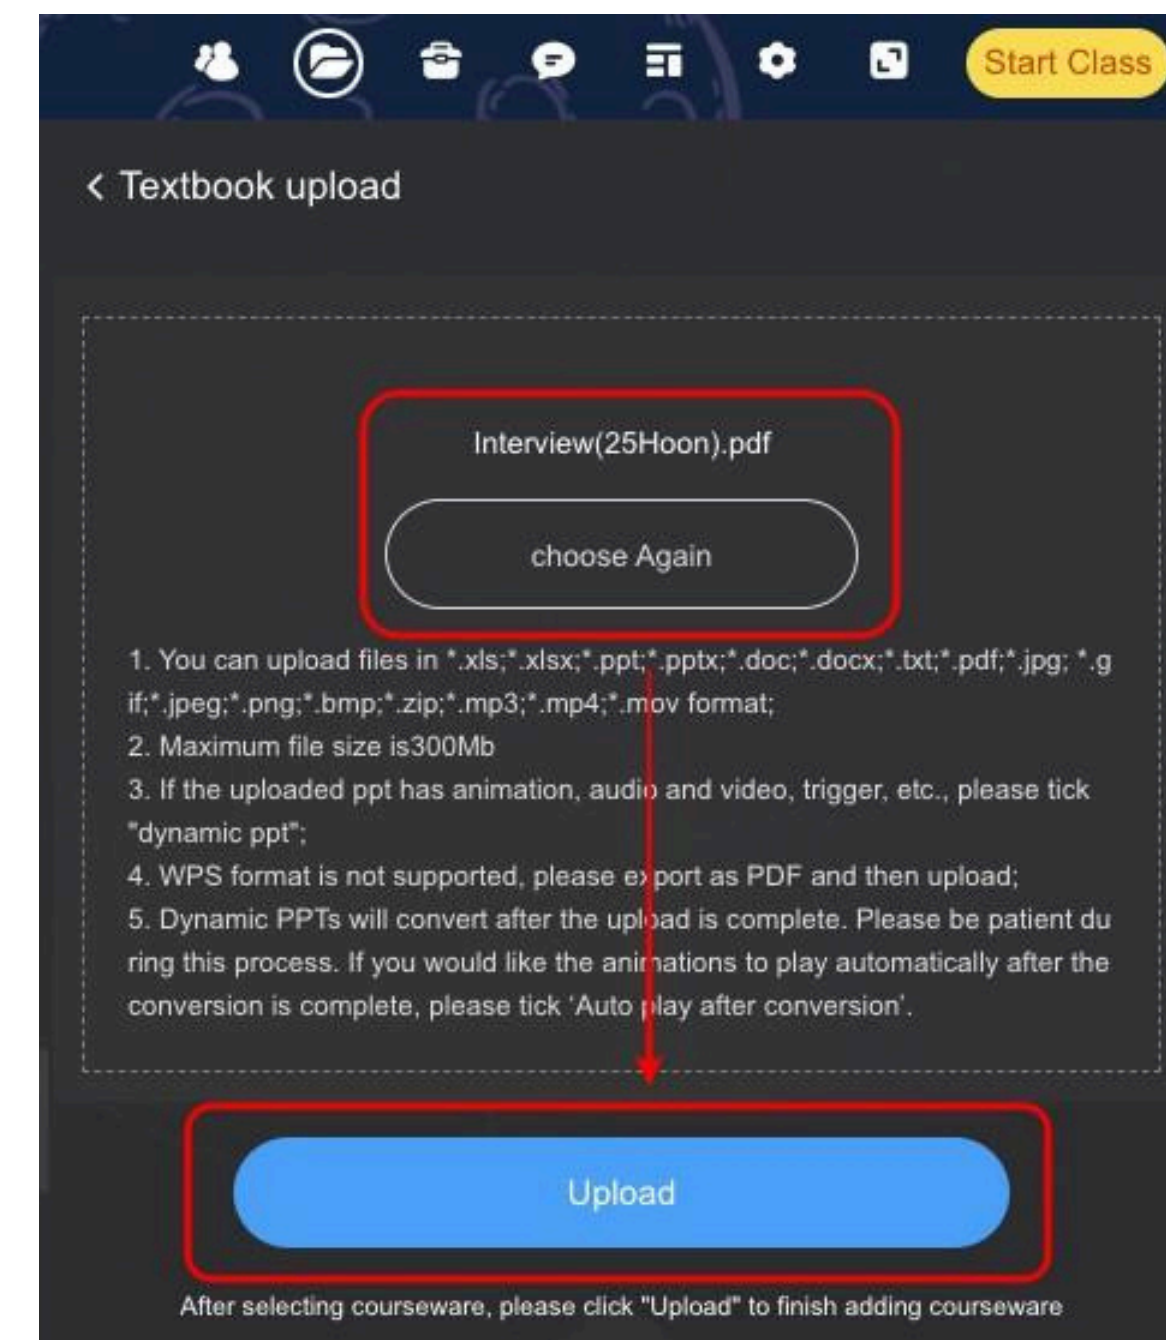 Start Class
< Textbook upload
Interview(25Hoon).pdf
choose Again
1. You can upload files in *.xls;*.xlsx;*.ppt;*.pptx;*.doc;*.docx;*.txt;*.pdf;*.jpg; *.g
if;*.jpeg;*.png;*.bmp;*.zip;*.mp3;*.mp4;*.mov format;
2. Maximum file size is300Mb
3. If the uploaded ppt has animation, audio and video, trigger, etc., please tick
"dynamic ppt";
4. WPS format is not supported, please export as PDF and then upload;
5. Dynamic PPTs will convert after the upload is complete. Please be patient du
ring this process. If you would like the animations to play automatically after the
conversion is complete, please tick 'Auto play after conversion'.
Upload
After selecting courseware, please click "Upload" to finish adding courseware